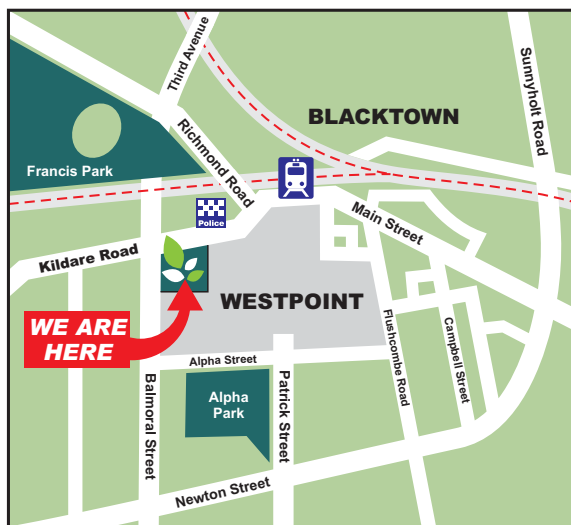 Third Avenue
Sunnyholt Road
BLACKTOWN
Richmond Road
Francis Park
Police
Main Street
Kildare Road
WESTPOINT
WE ARE
HERE
Flushcombe Road
Campbell Street
Alpha Street
Balmoral Street
Alpha
Park
Patrick Street
Newton Street